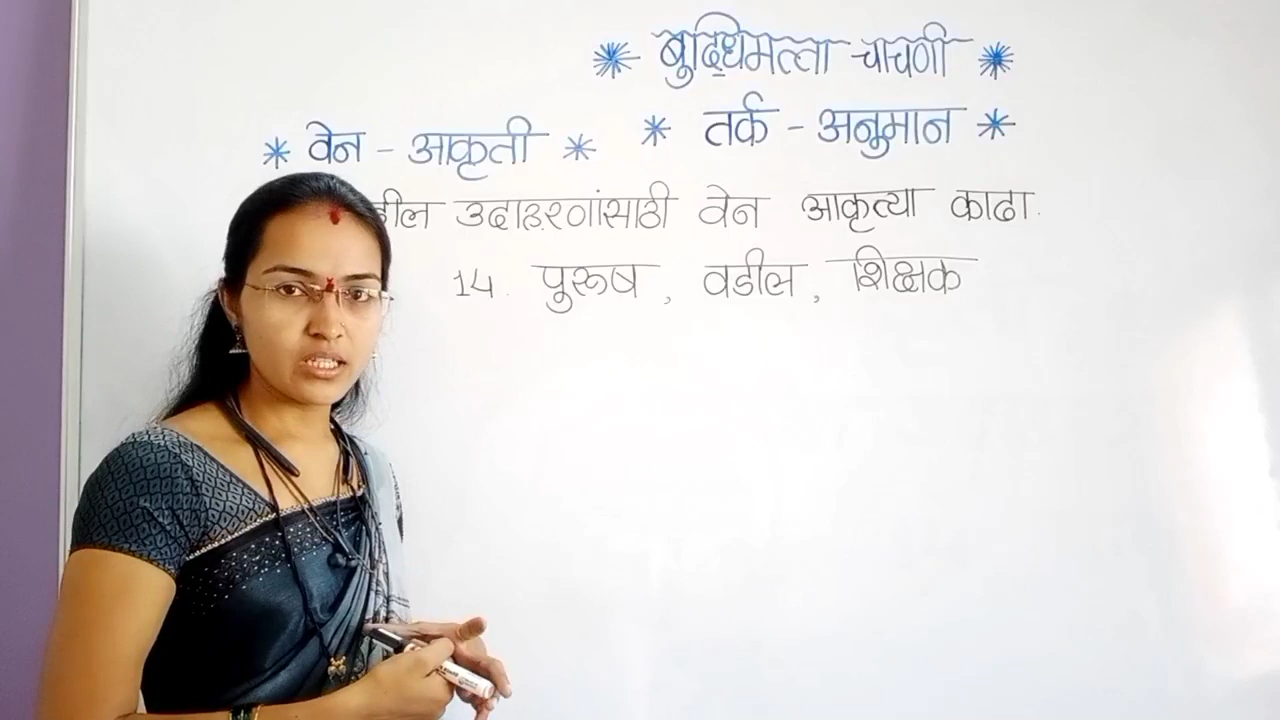 * बुद्धिमत्ता चाचणी *
* वेन - आकृती * * तर्क - अनुमान *
उदाहरणांसाठी वेन आकृत्या काढा.
14. पुरूष, वडील, शिक्षक